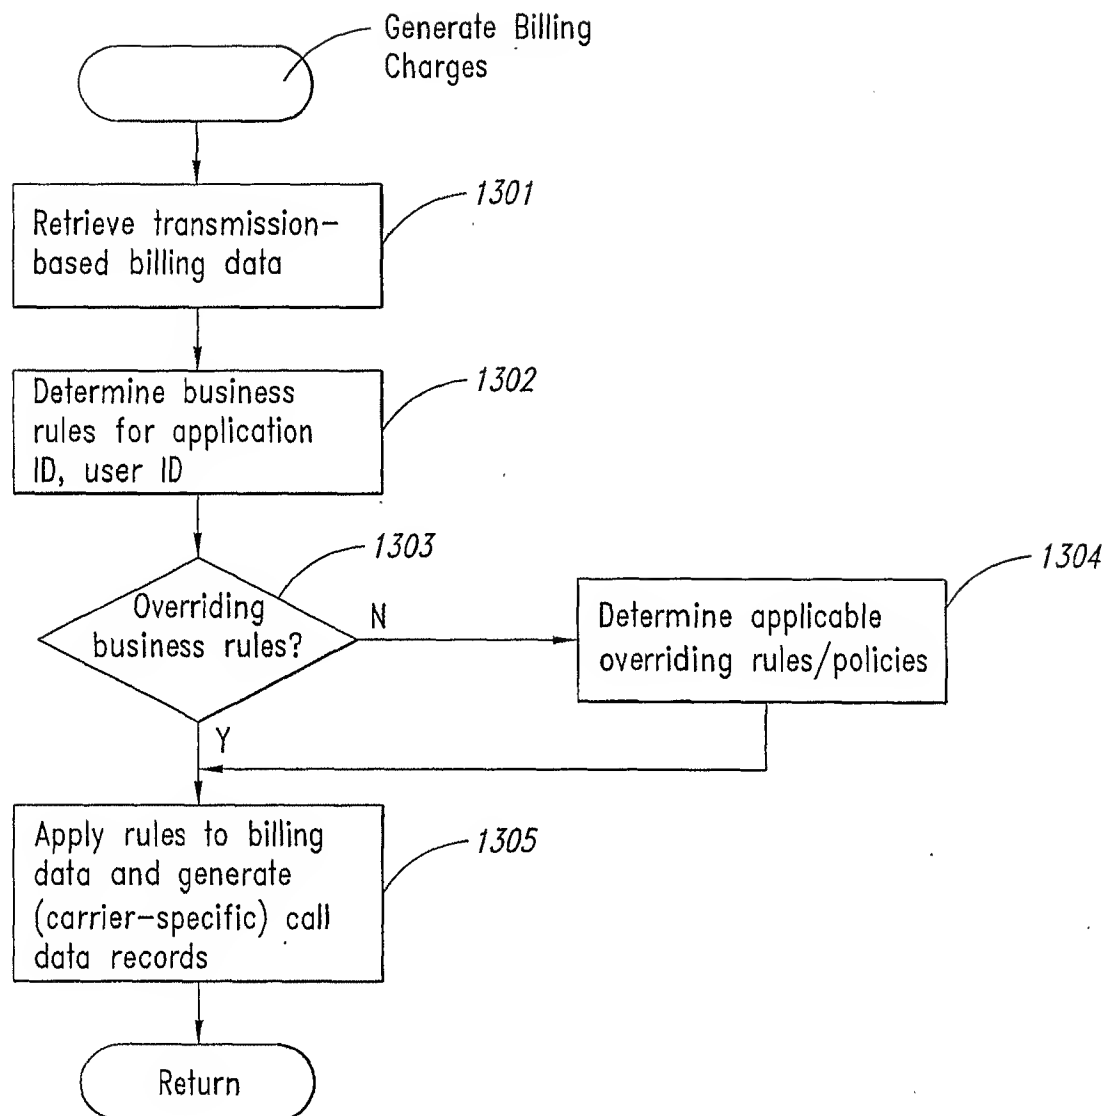 Generate Billing
Charges
1301
Retrieve transmission-
based billing data
1302
Determine business
rules for application
ID, user ID
1303
Overriding
business rules?
N
1304
Determine applicable
overriding rules/policies
Y
1305
Apply rules to billing
data and generate
(carrier-specific) call
data records
Return